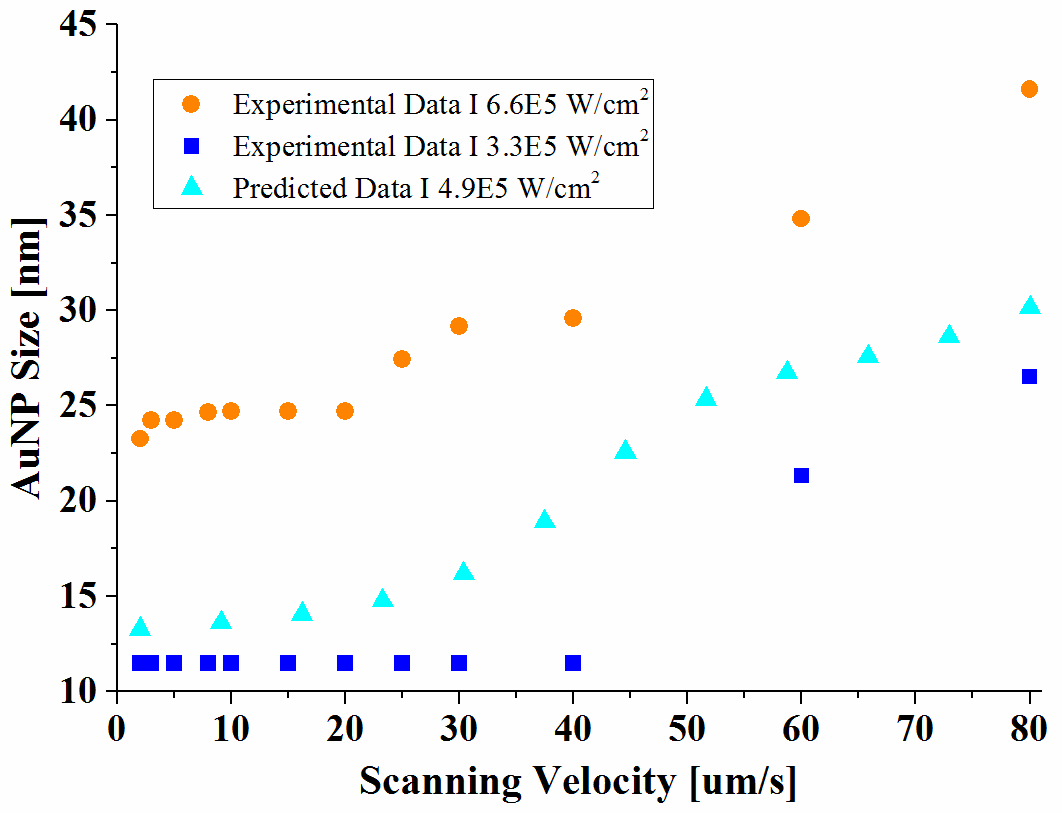 45
40
35
30
25
20
15
10
AuNP Size [nm]
Experimental Data I 6.6E5 W/cm²
Experimental Data I 3.3E5 W/cm²
Predicted Data I 4.9E5 W/cm²
0 10 20 30 40 50 60 70 80
Scanning Velocity [um/s]